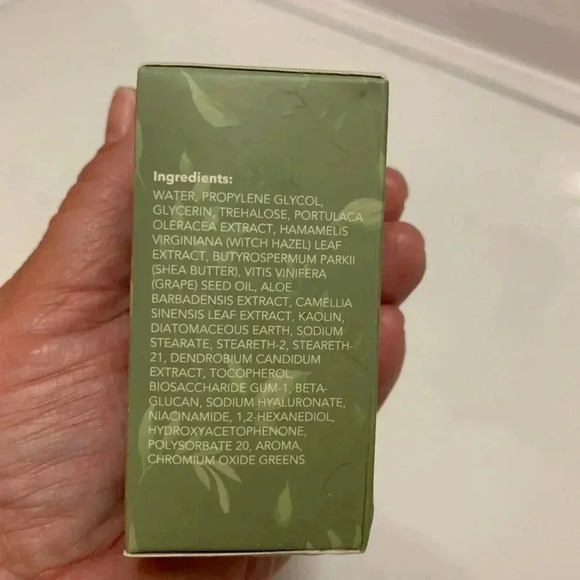 Ingredients:
WATER, PROPYLENE GLYCOL,
GLYCERIN, TREHALOSE, PORTULACA
OLERACEA EXTRACT, HAMAMELIS
VIRGINIANA (WITCH HAZEL) LEAF
EXTRACT, BUTYROSPERMUM PARKII
(SHEA BUTTER), VITIS VINIFERA
(GRAPE) SEED OIL, ALOE
BARBADENSIS EXTRACT, CAMELLIA
SINENSIS LEAF EXTRACT, KAOLIN,
DIATOMACEOUS EARTH, SODIUM
STEARATE, STEARETH-2, STEARETH-
21, DENDROBIUM CANDIDUM
EXTRACT, TOCOPHEROL,
BIOSACCHARIDE GUM-1, BETA-
GLUCAN, SODIUM HYALURONATE,
NIACINAMIDE, 1,2-HEXANEDIOL,
HYDROXYACETOPHENONE,
POLYSORBATE 20, AROMA,
CHROMIUM OXIDE GREENS